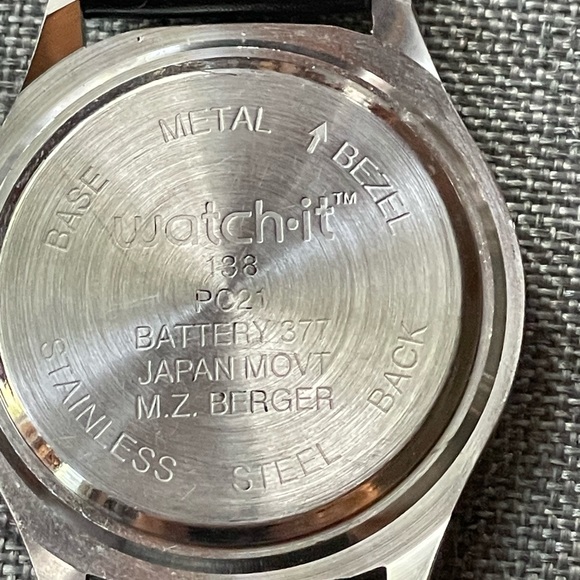 BASE METAL ↑ BEZEL
watch·it™
138
PC21
BATTERY 377
JAPAN MOVT
M.Z. BERGER
STAINLESS STEEL BACK